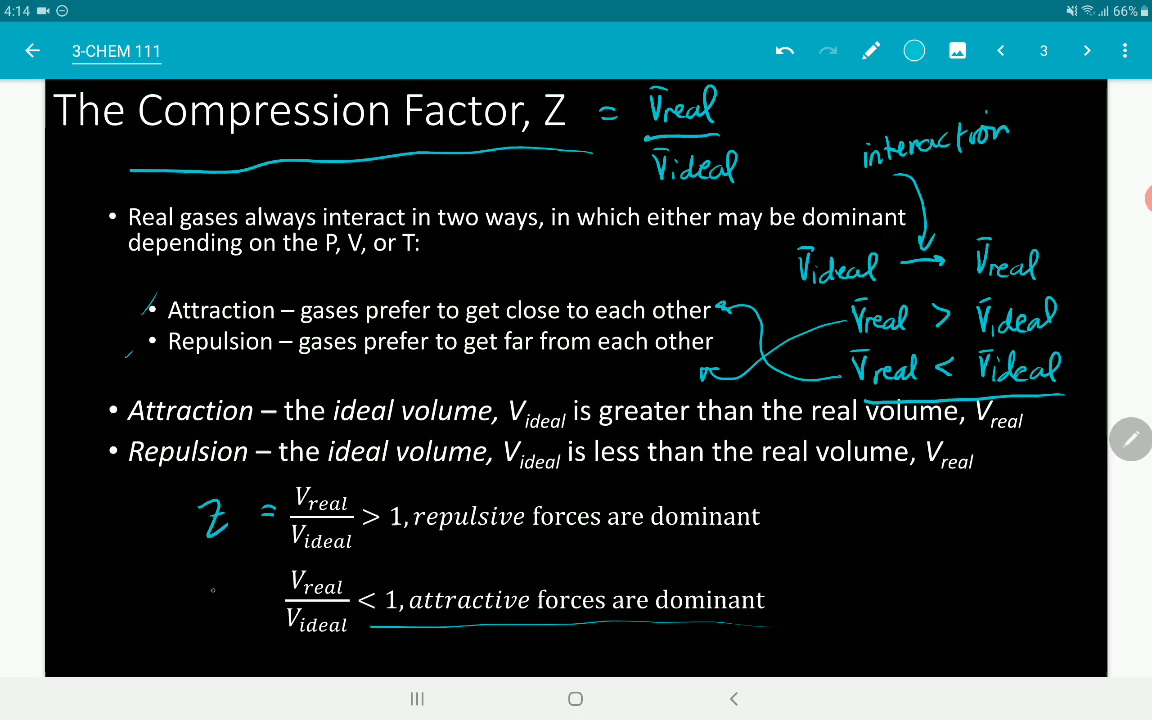 4:14 66%
3-CHEM 111 3
The Compression Factor, Z = V̄real / V̄ideal
interaction
• Real gases always interact in two ways, in which either may be dominant
depending on the P, V, or T:
V̄ideal → V̄real
• Attraction – gases prefer to get close to each other
V̄real > V̄ideal
• Repulsion – gases prefer to get far from each other
V̄real < V̄ideal
• Attraction – the ideal volume, Videal is greater than the real volume, Vreal
• Repulsion – the ideal volume, Videal is less than the real volume, Vreal
Z = Vreal / Videal > 1, repulsive forces are dominant
Vreal / Videal < 1, attractive forces are dominant